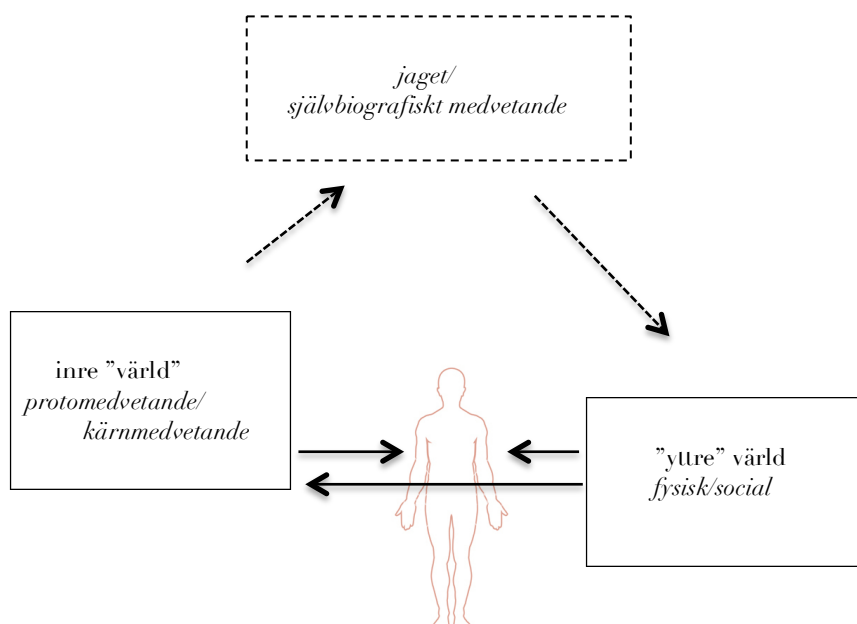 jaget/
självbiografiskt medvetande
inre ”värld”
protomedvetande/
kärnmedvetande
”yttre” värld
fysisk/social